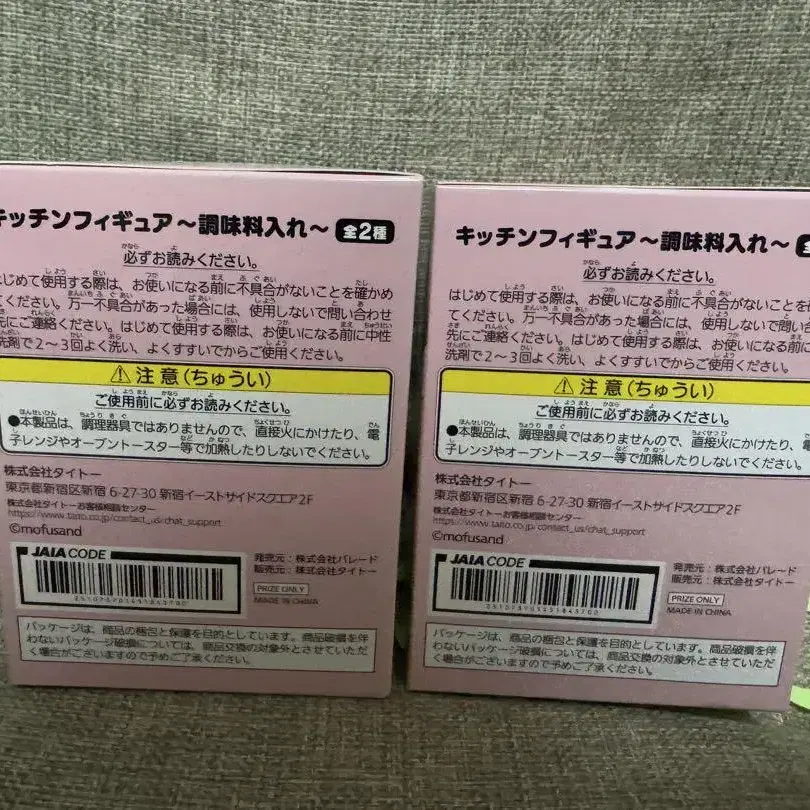 キッチンフィギュア～調味料入れ～ 全2種
必ずお読みください。
はじめて使用する際は、お使いになる前に不具合がないことを確かめ
てください。万一不具合があった場合には、使用しないで問い合わせ
先にご連絡ください。はじめて使用する際は、お使いになる前に中性
洗剤で2～3回よく洗い、よくすすいでからご使用ください。
⚠注意(ちゅうい)
ご使用前に必ずお読みください。
●本製品は、調理器具ではありませんので、直接火にかけたり、電
子レンジやオーブントースター等で加熱したりしないでください。
株式会社タイトー
東京都新宿区新宿 6-27-30 新宿イーストサイドスクエア2F
株式会社タイトーお客様相談センター
https://www.taito.co.jp/contact_us/chat_support
©mofusand
JAIA CODE
発売元：株式会社パレード
販売元：株式会社タイトー
PRIZE ONLY
MADE IN CHINA
パッケージは、商品の梱包と保護を目的としています。商品破損を伴
わないパッケージ破損については、商品交換の対象外とさせていただ
く場合がございますので予めご了承ください。
キッチンフィギュア～調味料入れ～ 全
必ずお読みください。
はじめて使用する際は、お使いになる前に不具合がないことを
てください。万一不具合があった場合には、使用しないで問い
先にご連絡ください。はじめて使用する際は、お使いになる前に
洗剤で2～3回よく洗い、よくすすいでからご使用ください。
⚠注意(ちゅうい)
ご使用前に必ずお読みください。
●本製品は、調理器具ではありませんので、直接火にかけたり、電
子レンジやオーブントースター等で加熱したりしないでください。
株式会社タイトー
東京都新宿区新宿 6-27-30 新宿イーストサイドスクエア2F
株式会社タイトーお客様相談センター
https://www.taito.co.jp/contact_us/chat_support
©mofusand
JAIA CODE
発売元：株式会社パレード
販売元：株式会社タイトー
PRIZE ONLY
MADE IN CHINA
パッケージは、商品の梱包と保護を目的としています。商品破損を伴
わないパッケージ破損については、商品交換の対象外とさせていただ
く場合がございますので予めご了承ください。